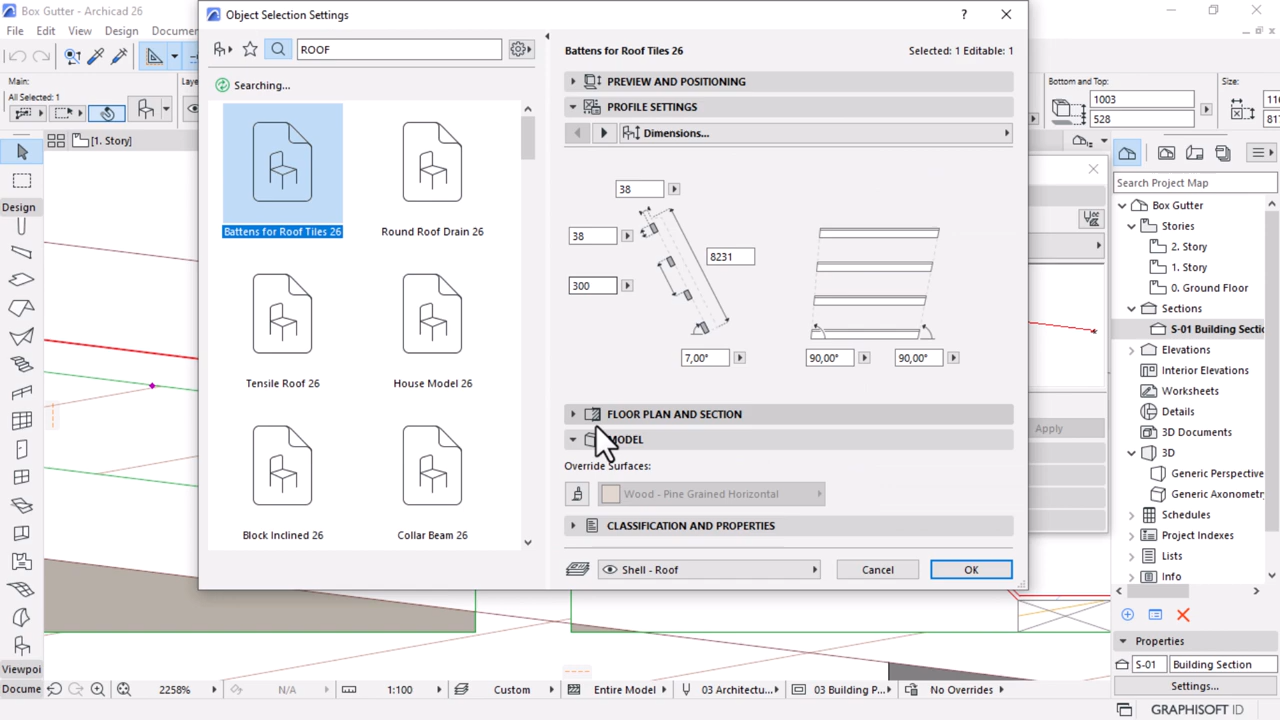 Box Gutter - Archicad 26
File Edit View Design Documen
Main:
All Selected: 1
Laye
[1. Story]
Design
Viewpoi
Docume
Object Selection Settings
?
ROOF
Searching...
Battens for Roof Tiles 26
Round Roof Drain 26
Tensile Roof 26
House Model 26
Block Inclined 26
Collar Beam 26
Battens for Roof Tiles 26
Selected: 1 Editable: 1
PREVIEW AND POSITIONING
PROFILE SETTINGS
Dimensions...
38
38
8231
300
7,00°
90,00°
90,00°
FLOOR PLAN AND SECTION
MODEL
Override Surfaces:
Wood - Pine Grained Horizontal
CLASSIFICATION AND PROPERTIES
Shell - Roof
Cancel
OK
Bottom and Top:
1003
528
Size:
116
817
Apply
Search Project Map
Box Gutter
Stories
2. Story
1. Story
0. Ground Floor
Sections
S-01 Building Sectio
Elevations
Interior Elevations
Worksheets
Details
3D Documents
3D
Generic Perspective
Generic Axonometr
Schedules
Project Indexes
Lists
Info
Properties
S-01 Building Section
Settings...
2258%
N/A
1:100
Custom
Entire Model
03 Architectu...
03 Building P...
No Overrides
GRAPHISOFT ID